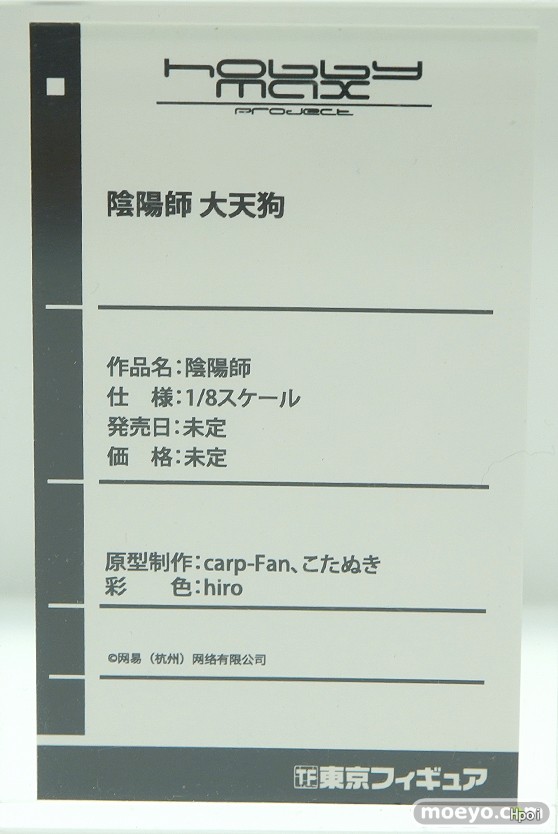 hobby
max
project
陰陽師 大天狗
作品名：陰陽師
仕　様：1/8スケール
発売日：未定
価　格：未定
原型制作：carp-Fan、こたぬき
彩　　色：hiro
©网易（杭州）网络有限公司
TF東京フィギュア
moeyo.com
Hpoil